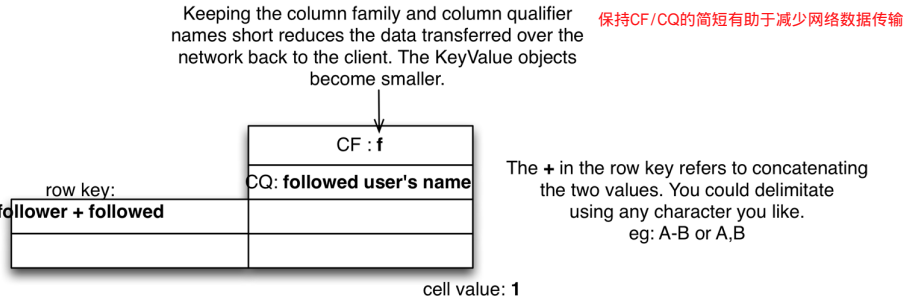 Keeping the column family and column qualifier
names short reduces the data transferred over the
network back to the client. The KeyValue objects
become smaller.
保持CF/CQ的简短有助于减少网络数据传输
CF : f
CQ: followed user's name
row key:
follower + followed
The + in the row key refers to concatenating
the two values. You could delimitate
using any character you like.
eg: A-B or A,B
cell value: 1